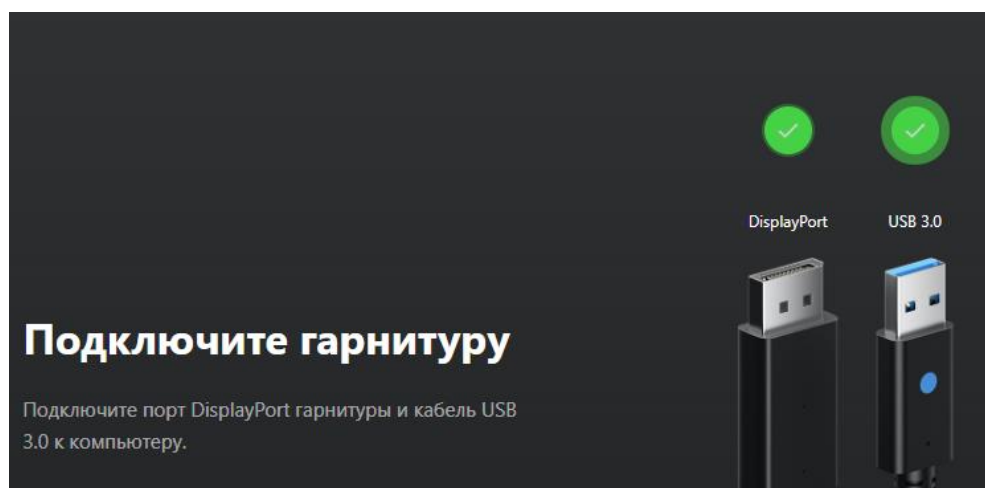 DisplayPort
USB 3.0
Подключите гарнитуру
Подключите порт DisplayPort гарнитуры и кабель USB
3.0 к компьютеру.